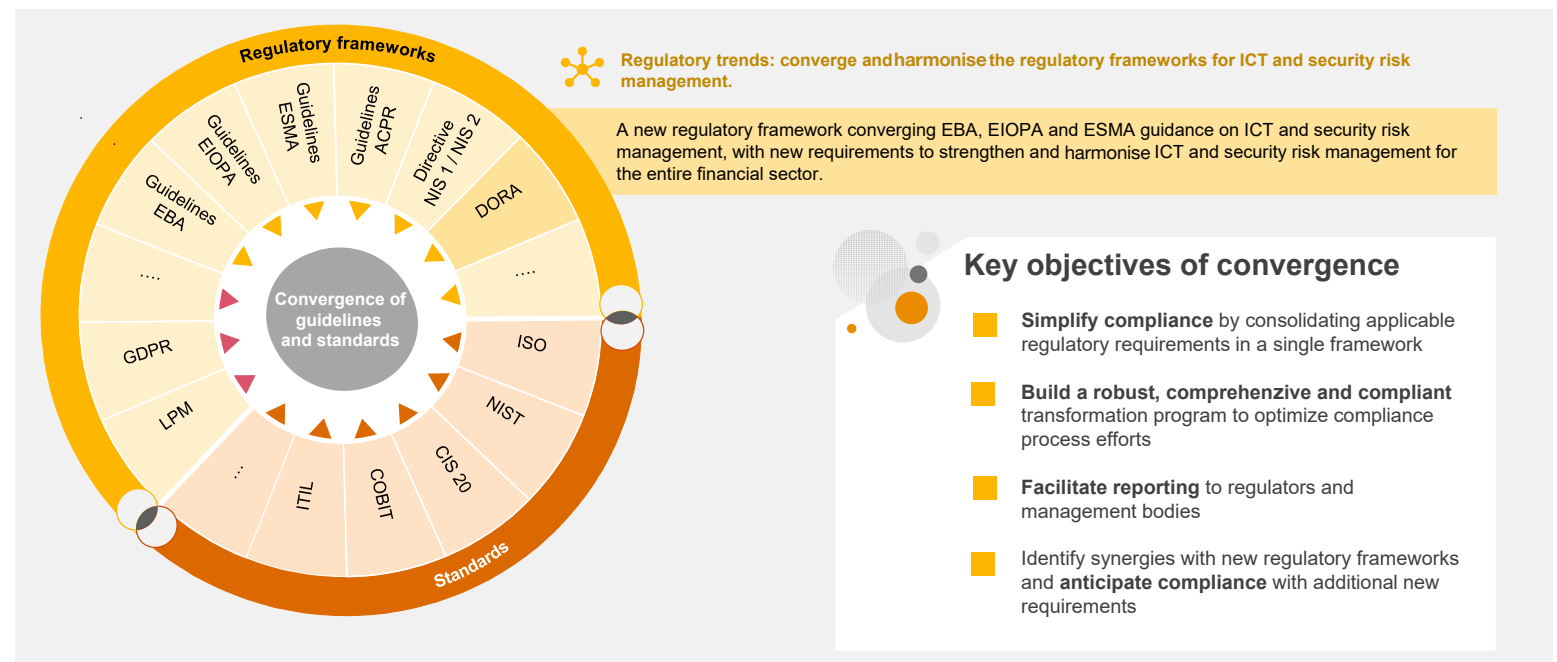 Regulatory frameworks
Guidelines
ESMA
Guidelines
ACPR
Directive
NIS 1 / NIS 2
DORA
....
Guidelines
EIOPA
Guidelines
EBA
....
GDPR
LPM
ISO
NIST
CIS 20
COBIT
ITIL
...
Standards
Convergence of
guidelines
and standards
Regulatory trends: converge and harmonise the regulatory frameworks for ICT and security risk
management.
A new regulatory framework converging EBA, EIOPA and ESMA guidance on ICT and security risk
management, with new requirements to strengthen and harmonise ICT and security risk management for
the entire financial sector.
Key objectives of convergence
Simplify compliance by consolidating applicable
regulatory requirements in a single framework
Build a robust, comprehenzive and compliant
transformation program to optimize compliance
process efforts
Facilitate reporting to regulators and
management bodies
Identify synergies with new regulatory frameworks
and anticipate compliance with additional new
requirements